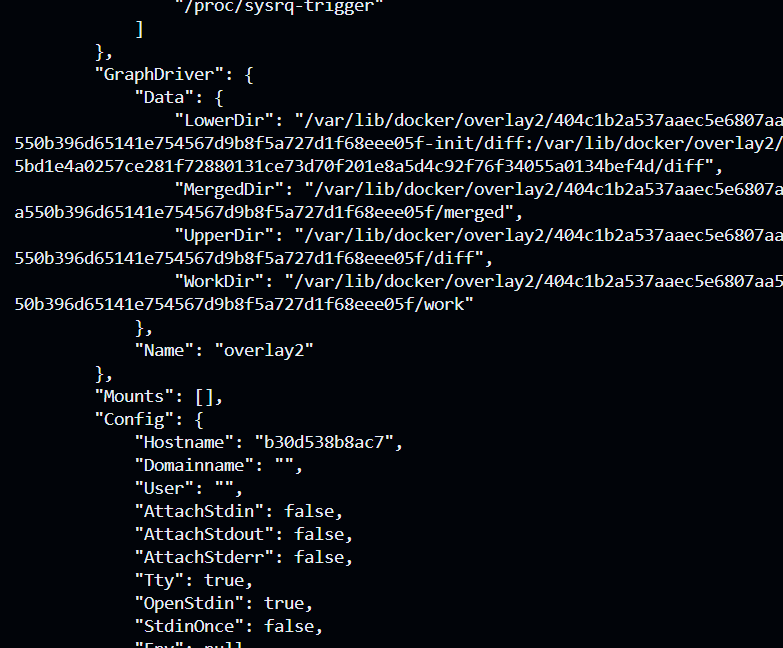 "/proc/sysrq-trigger"
]
},
"GraphDriver": {
"Data": {
"LowerDir": "/var/lib/docker/overlay2/404c1b2a537aaec5e6807aa
550b396d65141e754567d9b8f5a727d1f68eee05f-init/diff:/var/lib/docker/overlay2/
5bd1e4a0257ce281f72880131ce73d70f201e8a5d4c92f76f34055a0134bef4d/diff",
"MergedDir": "/var/lib/docker/overlay2/404c1b2a537aaec5e6807a
a550b396d65141e754567d9b8f5a727d1f68eee05f/merged",
"UpperDir": "/var/lib/docker/overlay2/404c1b2a537aaec5e6807aa
550b396d65141e754567d9b8f5a727d1f68eee05f/diff",
"WorkDir": "/var/lib/docker/overlay2/404c1b2a537aaec5e6807aa5
50b396d65141e754567d9b8f5a727d1f68eee05f/work"
},
"Name": "overlay2"
},
"Mounts": [],
"Config": {
"Hostname": "b30d538b8ac7",
"Domainname": "",
"User": "",
"AttachStdin": false,
"AttachStdout": false,
"AttachStderr": false,
"Tty": true,
"OpenStdin": true,
"StdinOnce": false,
"Env": null